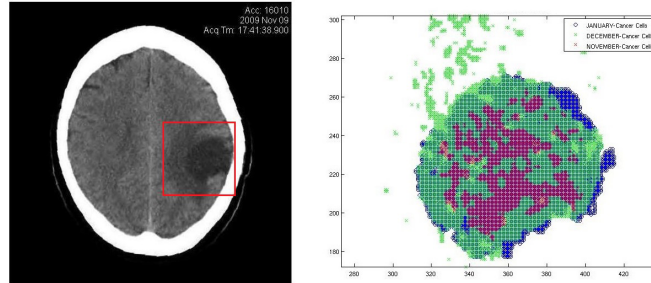 Acc: 16010
2009 Nov 09
Acq Tm: 17:41:38.900
JANUARY-Cancer Cells
DECEMBER-Cancer Cells
NOVEMBER-Cancer Cell
300
280
260
240
220
200
180
280
300
320
340
360
380
400
420